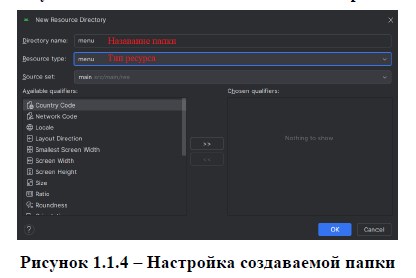 New Resource Directory
Directory name: menu Название папки
Resource type: menu Тип ресурса
Source set: main src/main/res
Available qualifiers:
Chosen qualifiers:
Country Code
Network Code
Locale
Layout Direction
Smallest Screen Width
Screen Width
Screen Height
Size
Ratio
Roundness
>>
<<
Nothing to show
?
OK
Cancel
Рисунок 1.1.4 – Настройка создаваемой папки